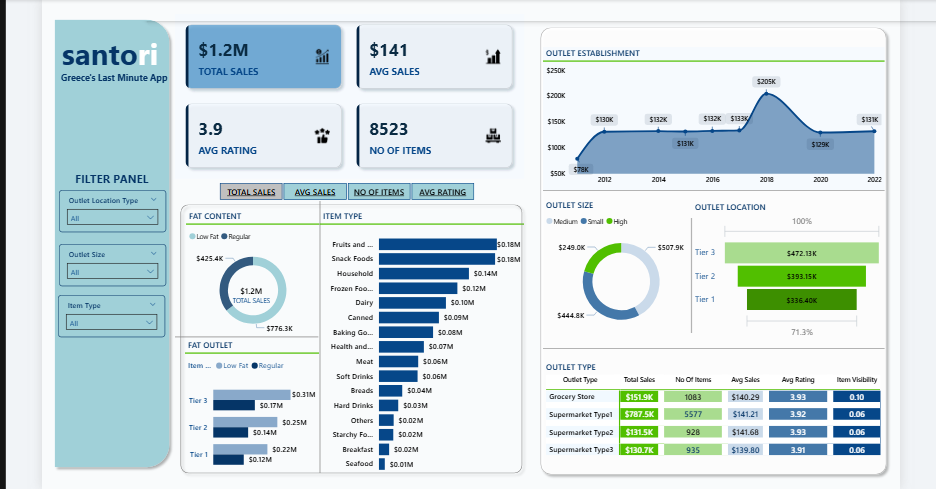 santori
Greece's Last Minute App
FILTER PANEL
Outlet Location Type
All
Outlet Size
All
Item Type
All
$1.2M
TOTAL SALES
$141
AVG SALES
3.9
AVG RATING
8523
NO OF ITEMS
TOTAL SALES AVG SALES NO OF ITEMS AVG RATING
FAT CONTENT
Low Fat Regular
$425.4K
$1.2M
TOTAL SALES
$776.3K
FAT OUTLET
Item ... Low Fat Regular
Tier 3 $0.31M
$0.17M
Tier 2 $0.25M
$0.14M
Tier 1 $0.22M
$0.12M
ITEM TYPE
Fruits and ... $0.18M
Snack Foods $0.18M
Household $0.14M
Frozen Foo... $0.12M
Dairy $0.10M
Canned $0.09M
Baking Go... $0.08M
Health and... $0.07M
Meat $0.06M
Soft Drinks $0.06M
Breads $0.04M
Hard Drinks $0.03M
Others $0.02M
Starchy Fo... $0.02M
Breakfast $0.02M
Seafood $0.01M
OUTLET ESTABLISHMENT
$250K
$200K
$150K
$100K
$50K
$78K
$130K
$132K
$131K
$132K
$133K
$205K
$129K
$131K
2012 2014 2016 2018 2020 2022
OUTLET SIZE
Medium Small High
$249.0K
$507.9K
$444.8K
OUTLET LOCATION
100%
Tier 3 $472.13K
Tier 2 $393.15K
Tier 1 $336.40K
71.3%
OUTLET TYPE
Outlet Type Total Sales No Of Items Avg Sales Avg Rating Item Visibility
Grocery Store $151.9K 1083 $140.29 3.93 0.10
Supermarket Type1 $787.5K 5577 $141.21 3.92 0.06
Supermarket Type2 $131.5K 928 $141.68 3.93 0.06
Supermarket Type3 $130.7K 935 $139.80 3.91 0.06